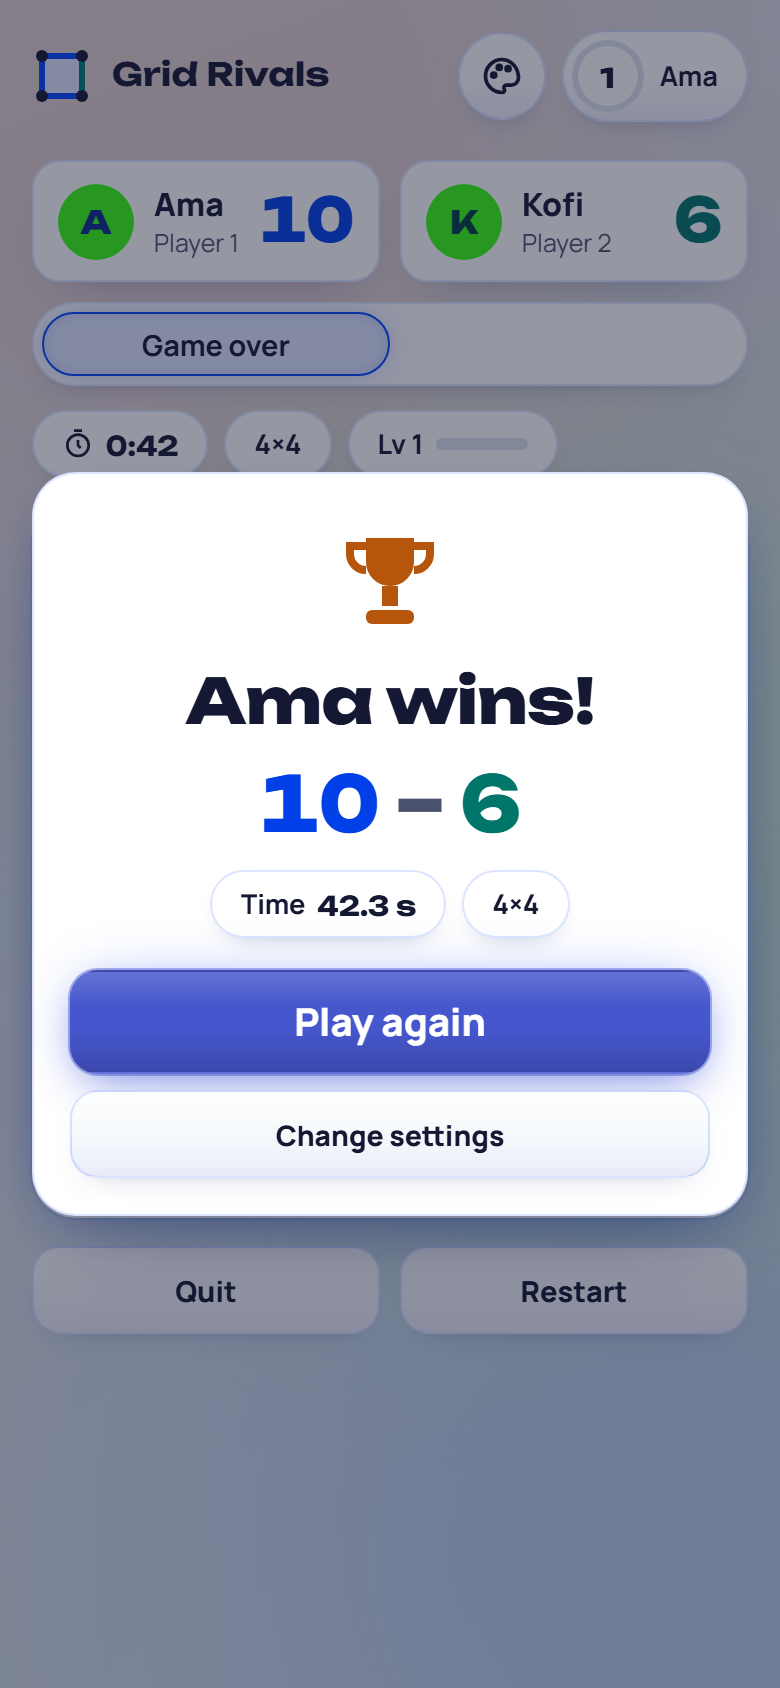 Grid Rivals
1 Ama
A Ama 10
Player 1
K Kofi 6
Player 2
Game over
0:42 4×4 Lv 1
Ama wins!
10 – 6
Time 42.3 s 4×4
Play again
Change settings
Quit Restart